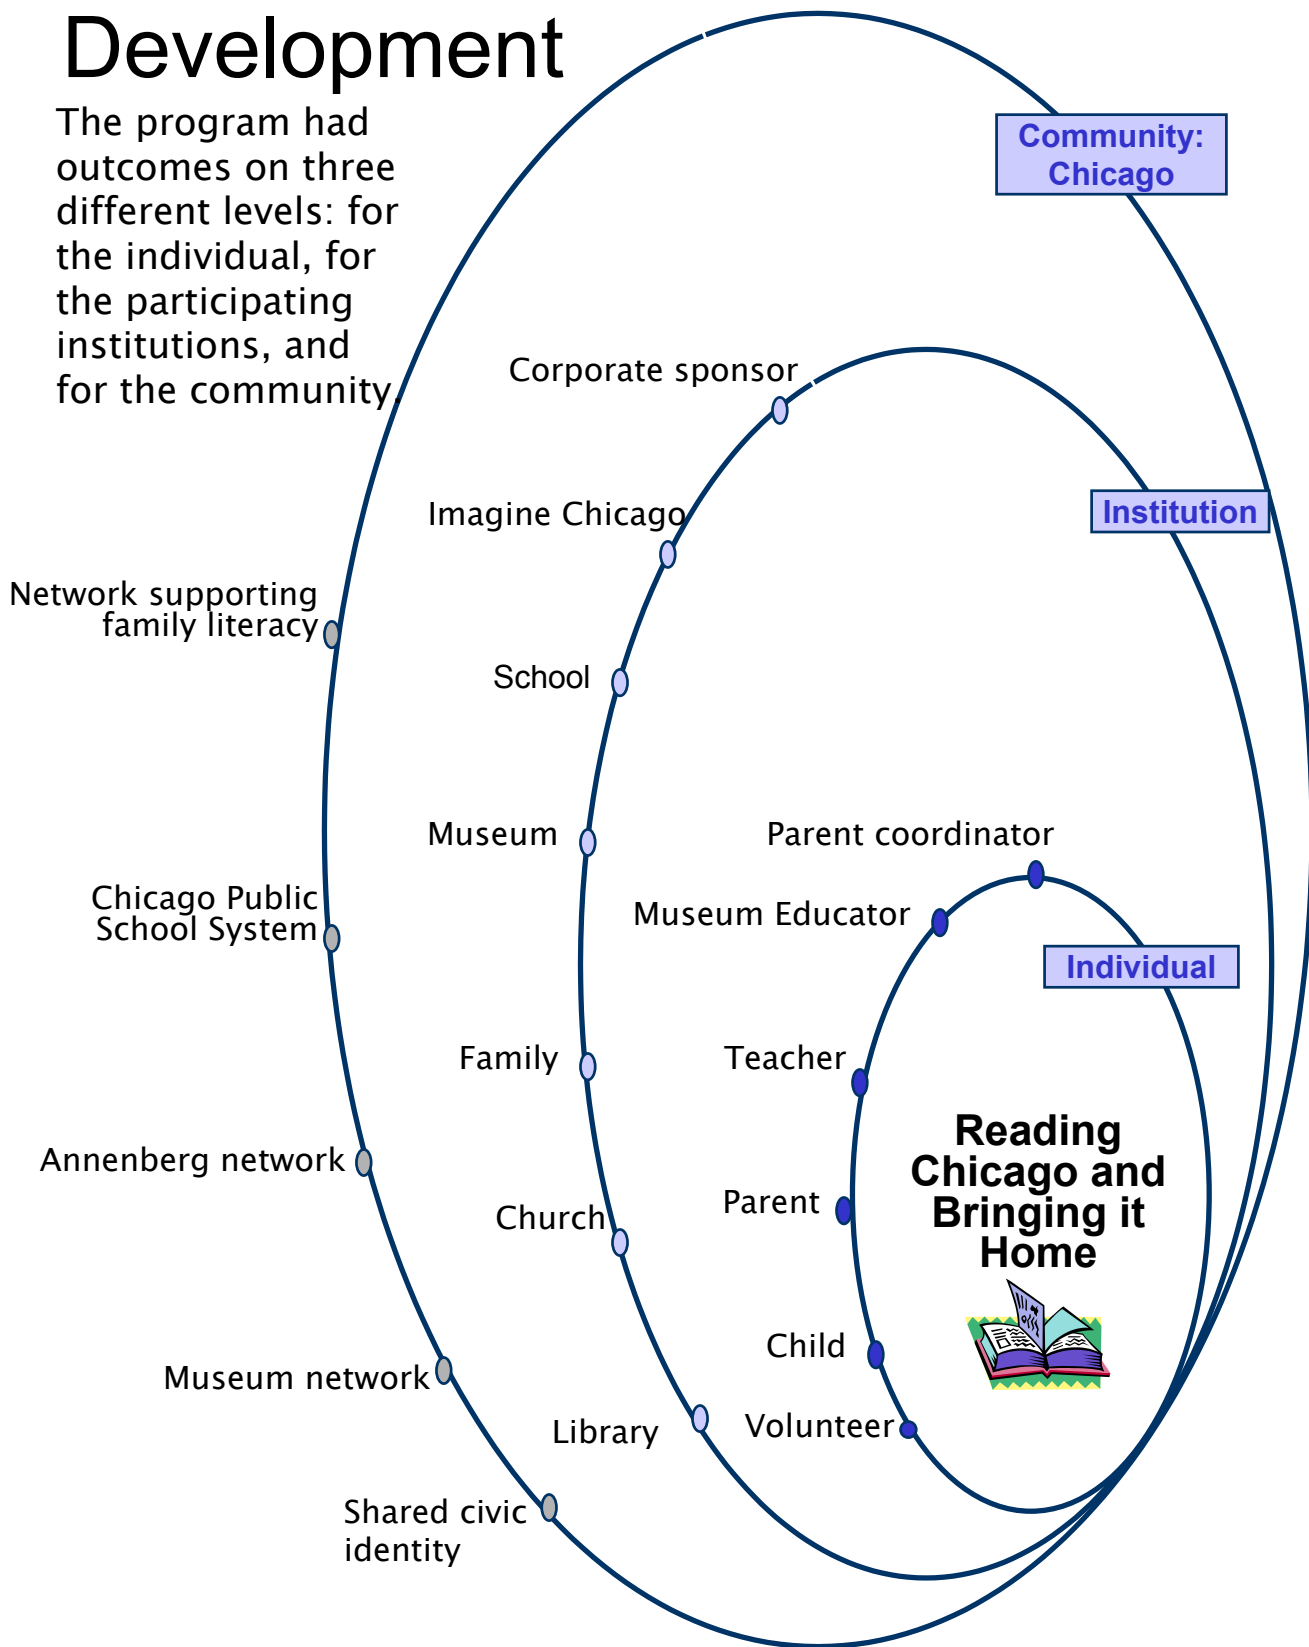 Development
The program had
outcomes on three
different levels: for
the individual, for
the participating
institutions, and
for the community.
Community:
Chicago
Corporate sponsor
Imagine Chicago
Institution
Network supporting
family literacy
School
Museum
Parent coordinator
Chicago Public
School System
Museum Educator
Individual
Family
Teacher
Reading
Chicago and
Bringing it
Home
Annenberg network
Church
Parent
Child
Museum network
Library
Volunteer
Shared civic
identity